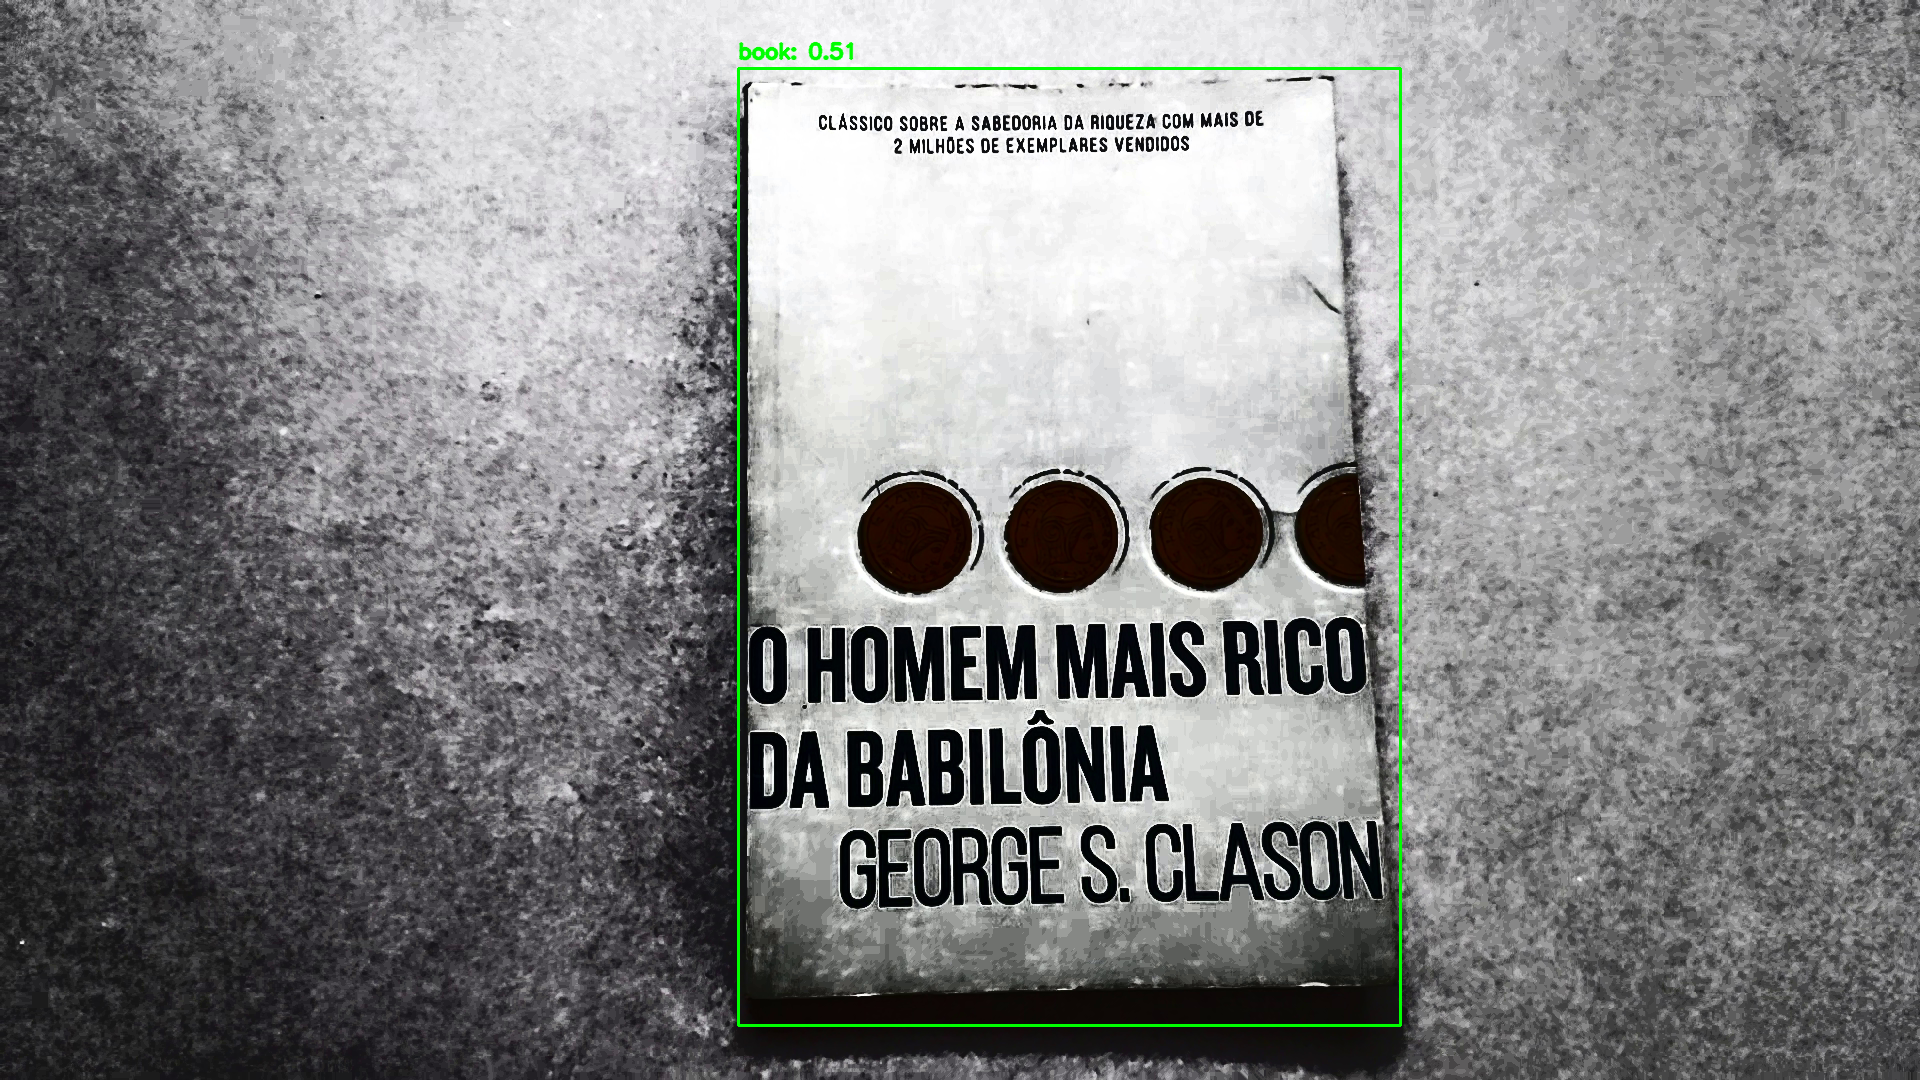 book: 0.51
CLÁSSICO SOBRE A SABEDORIA DA RIQUEZA COM MAIS DE
2 MILHÕES DE EXEMPLARES VENDIDOS
O HOMEM MAIS RICO
DA BABILÔNIA
GEORGE S. CLASON